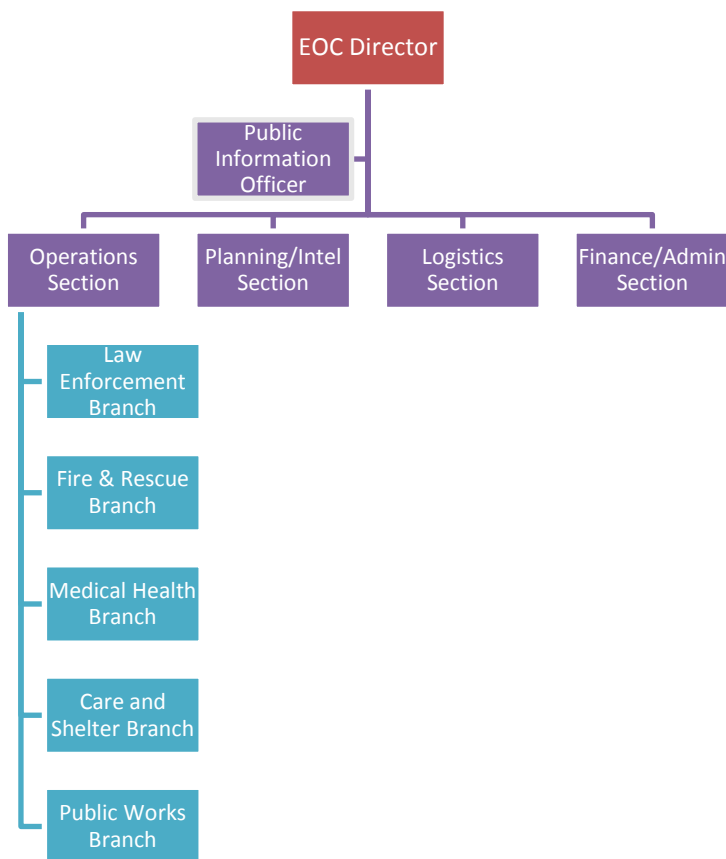 EOC Director
Public
Information
Officer
Operations
Section
Planning/Intel
Section
Logistics
Section
Finance/Admin
Section
Law
Enforcement
Branch
Fire & Rescue
Branch
Medical Health
Branch
Care and
Shelter Branch
Public Works
Branch